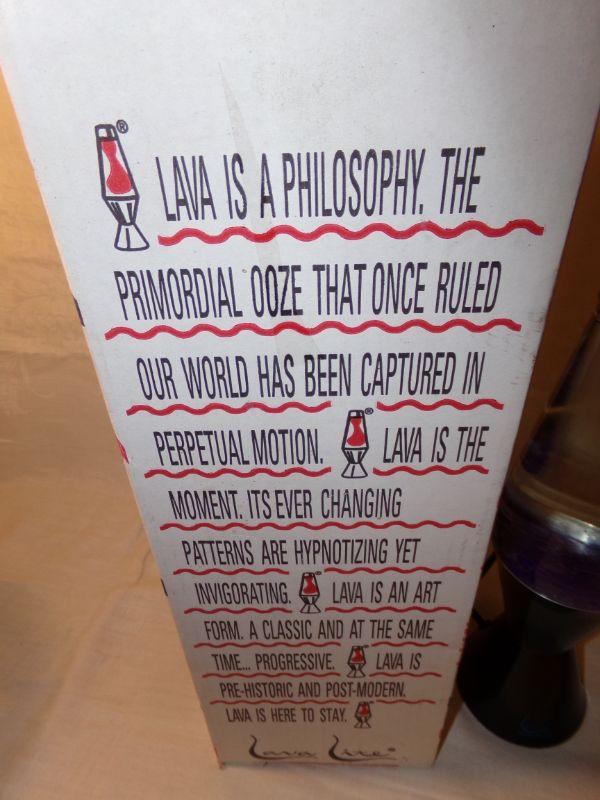 ® LAVA IS A PHILOSOPHY. THE
PRIMORDIAL OOZE THAT ONCE RULED
OUR WORLD HAS BEEN CAPTURED IN
PERPETUAL MOTION. ® LAVA IS THE
MOMENT. ITS EVER CHANGING
PATTERNS ARE HYPNOTIZING YET
INVIGORATING. ® LAVA IS AN ART
FORM. A CLASSIC AND AT THE SAME
TIME... PROGRESSIVE. ® LAVA IS
PRE-HISTORIC AND POST-MODERN.
LAVA IS HERE TO STAY. ®
Lava Lite®